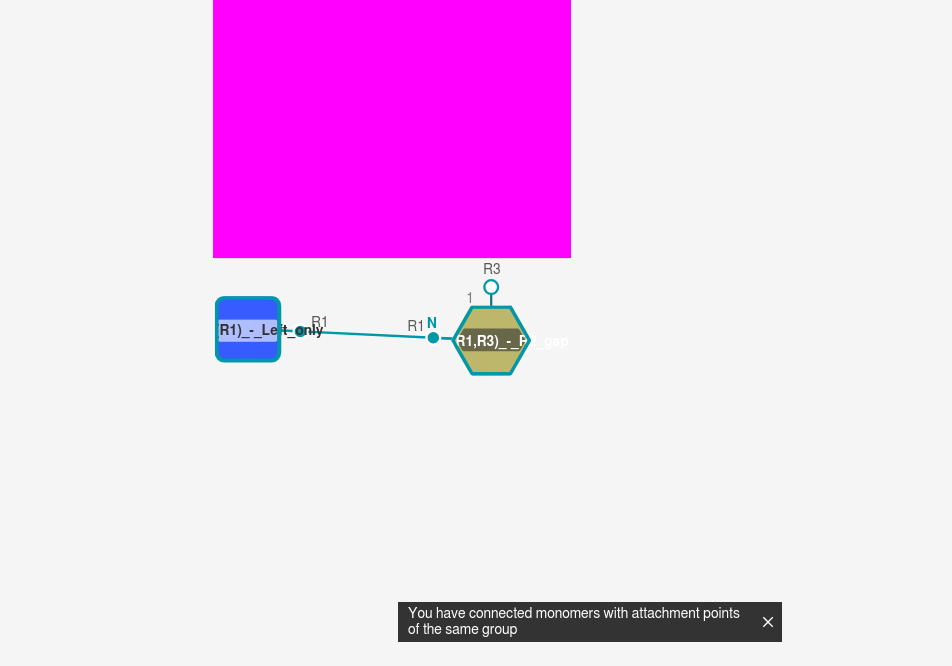 R3
1
R1
R1
N
R1)_-_Left_only
R1,R3)_-_R2_gap
You have connected monomers with attachment points
of the same group